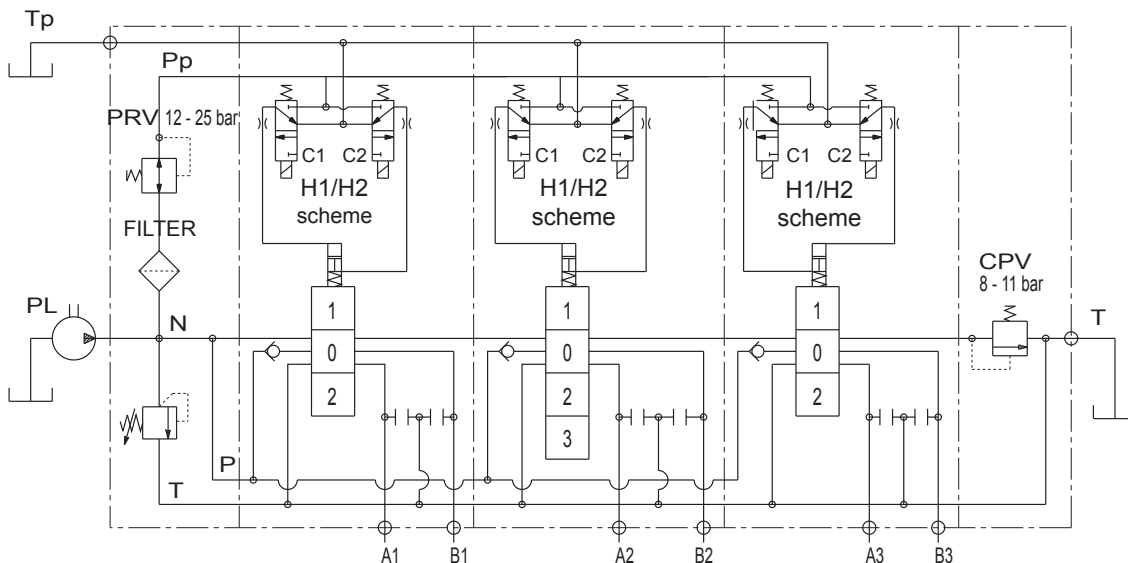 Tp
Pp
PRV 12 - 25 bar
C1 C2
H1/H2
scheme
C1 C2
H1/H2
scheme
C1 C2
H1/H2
scheme
FILTER
CPV
8 - 11 bar
PL
N
T
1
0
2
1
0
2
3
1
0
2
P
T
A1
B1
A2
B2
A3
B3